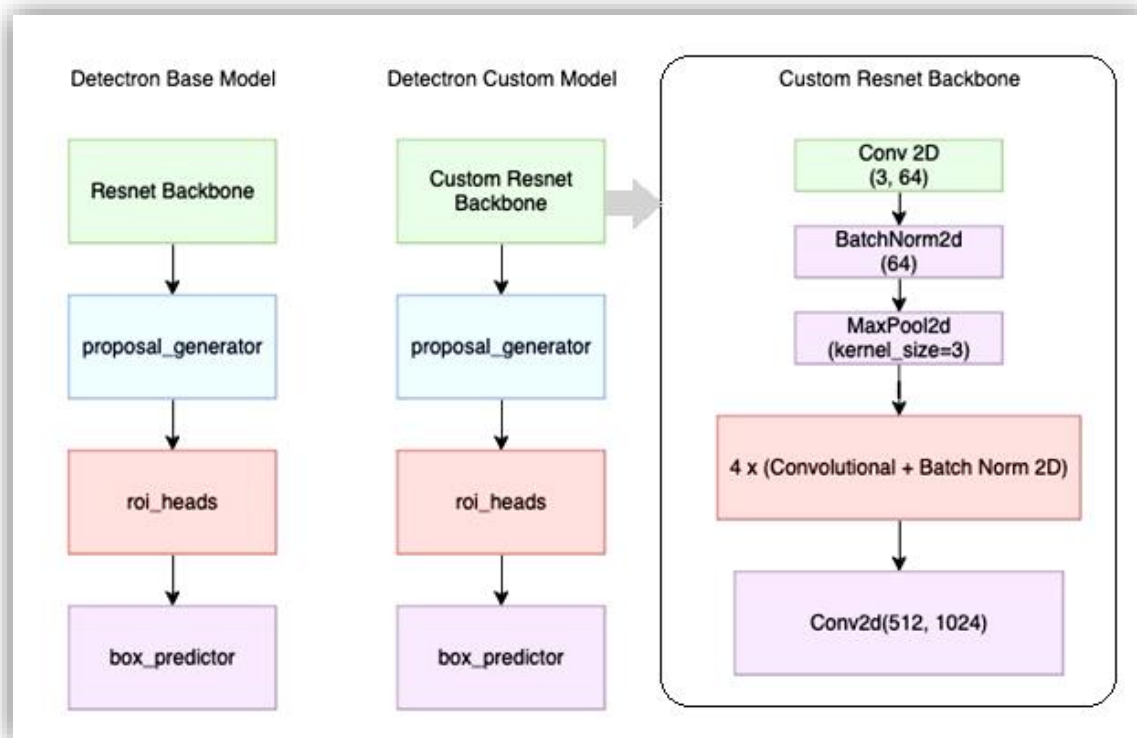 Detectron Base Model
Resnet Backbone
proposal_generator
roi_heads
box_predictor
Detectron Custom Model
Custom Resnet
Backbone
proposal_generator
roi_heads
box_predictor
Custom Resnet Backbone
Conv 2D
(3, 64)
BatchNorm2d
(64)
MaxPool2d
(kernel_size=3)
4 x (Convolutional + Batch Norm 2D)
Conv2d(512, 1024)